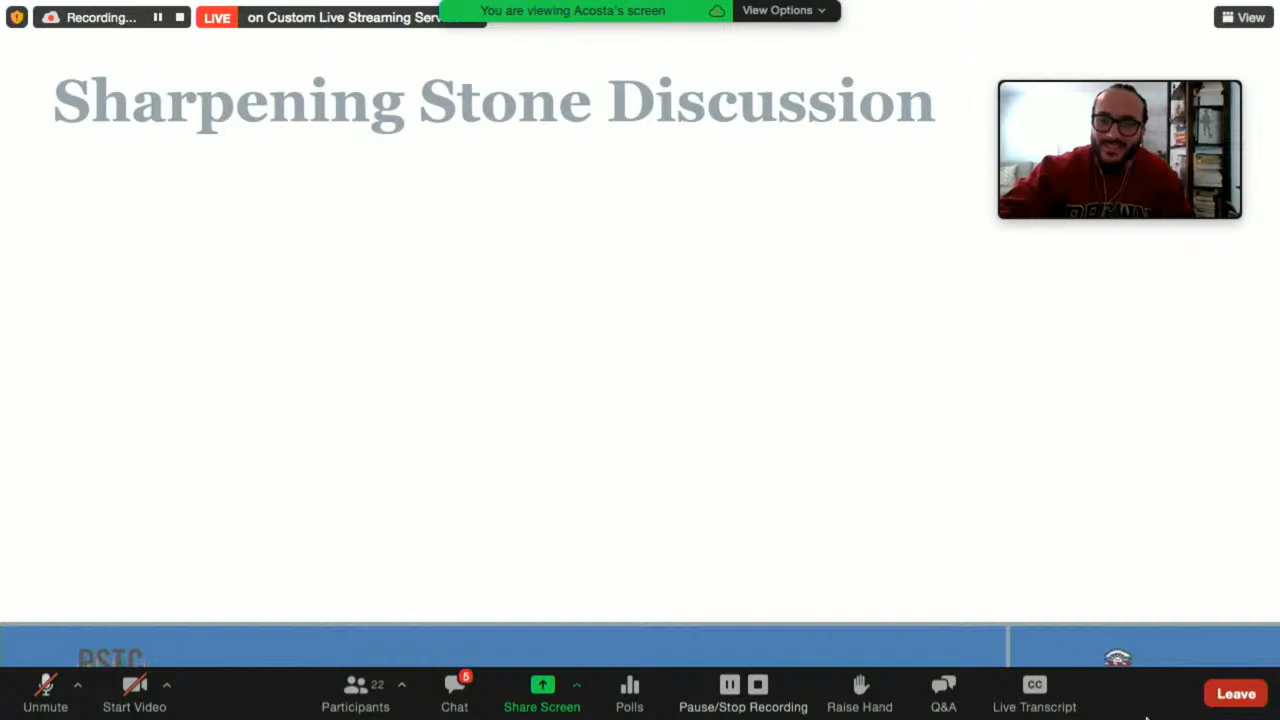 Recording...
LIVE on Custom Live Streaming Serv
You are viewing Acosta's screen
View Options
View
Sharpening Stone Discussion
Unmute
Start Video
22
Participants
5
Chat
Share Screen
Polls
Pause/Stop Recording
Raise Hand
Q&A
CC
Live Transcript
Leave